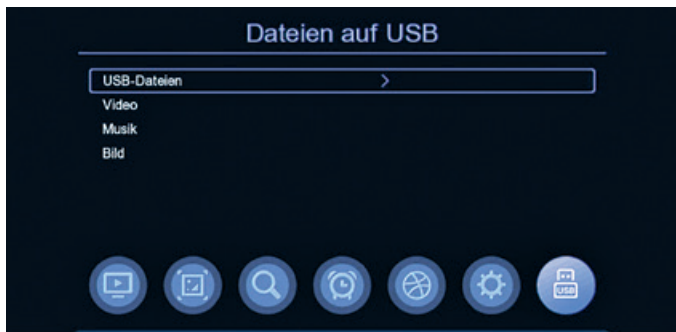 Dateien auf USB
USB-Dateien
Video
Musik
Bild
USB